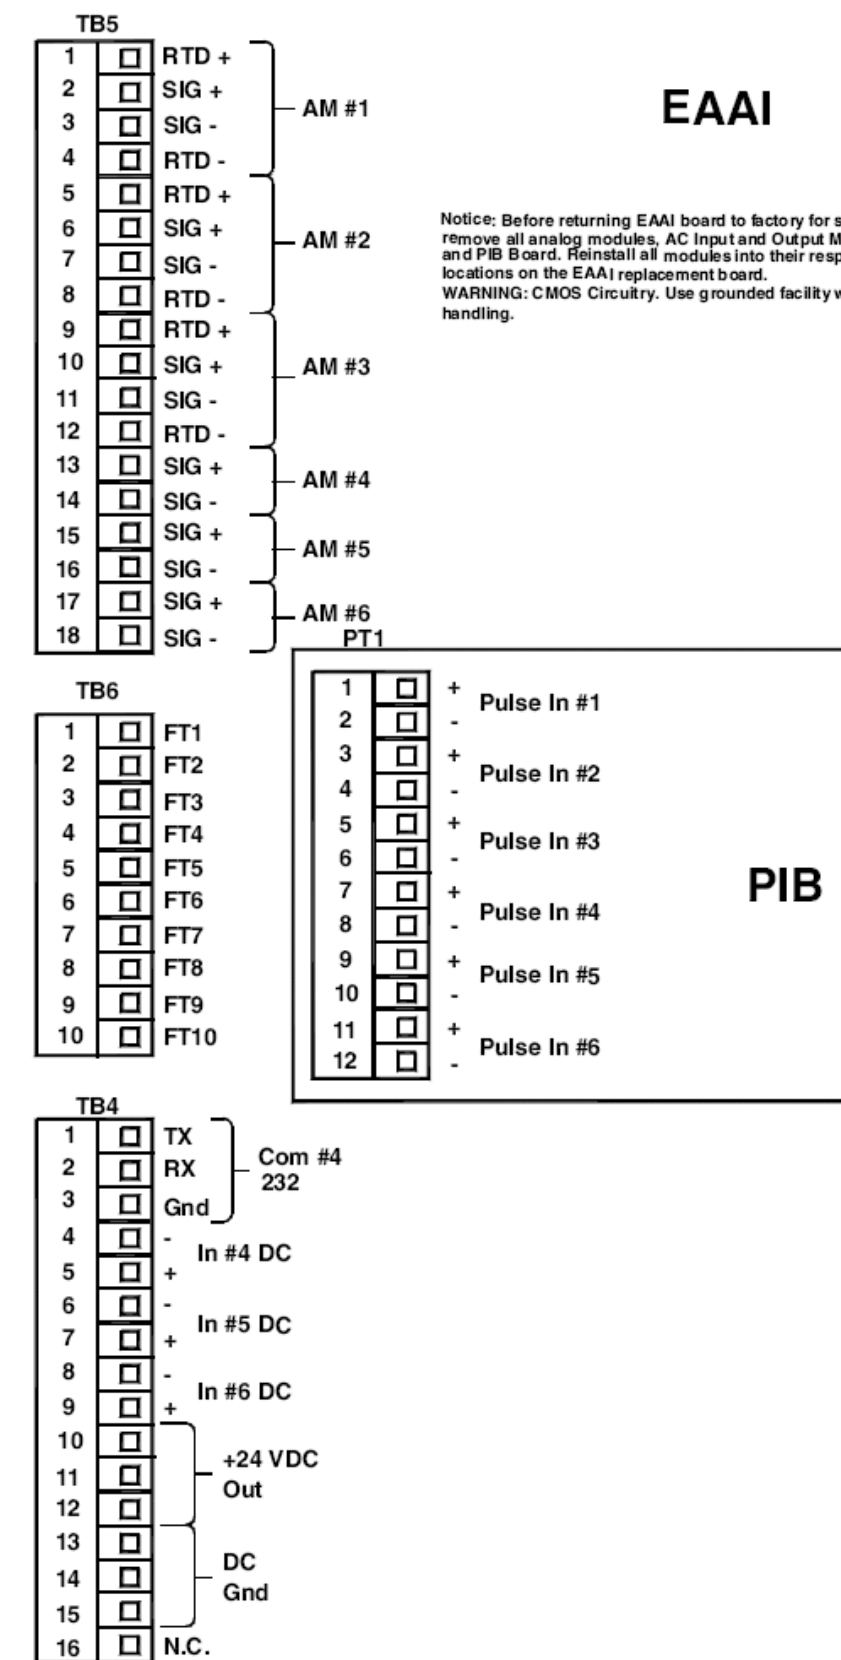 TB5
1 RTD +
2 SIG +
3 SIG -
4 RTD -
AM #1
5 RTD +
6 SIG +
7 SIG -
8 RTD -
AM #2
9 RTD +
10 SIG +
11 SIG -
12 RTD -
AM #3
13 SIG +
14 SIG -
AM #4
15 SIG +
16 SIG -
AM #5
17 SIG +
18 SIG -
AM #6
EAAI
Notice: Before returning EAAI board to factory for s
remove all analog modules, AC Input and Output M
and PIB Board. Reinstall all modules into their resp
locations on the EAAI replacement board.
WARNING: CMOS Circuitry. Use grounded facility w
handling.
TB6
1 FT1
2 FT2
3 FT3
4 FT4
5 FT5
6 FT6
7 FT7
8 FT8
9 FT9
10 FT10
PT1
1 +
2 -
Pulse In #1
3 +
4 -
Pulse In #2
5 +
6 -
Pulse In #3
7 +
8 -
Pulse In #4
9 +
10 -
Pulse In #5
11 +
12 -
Pulse In #6
PIB
TB4
1 TX
2 RX
3 Gnd
Com #4
232
4 -
5 +
In #4 DC
6 -
7 +
In #5 DC
8 -
9 +
In #6 DC
10
11
12
+24 VDC
Out
13
14
15
DC
Gnd
16 N.C.